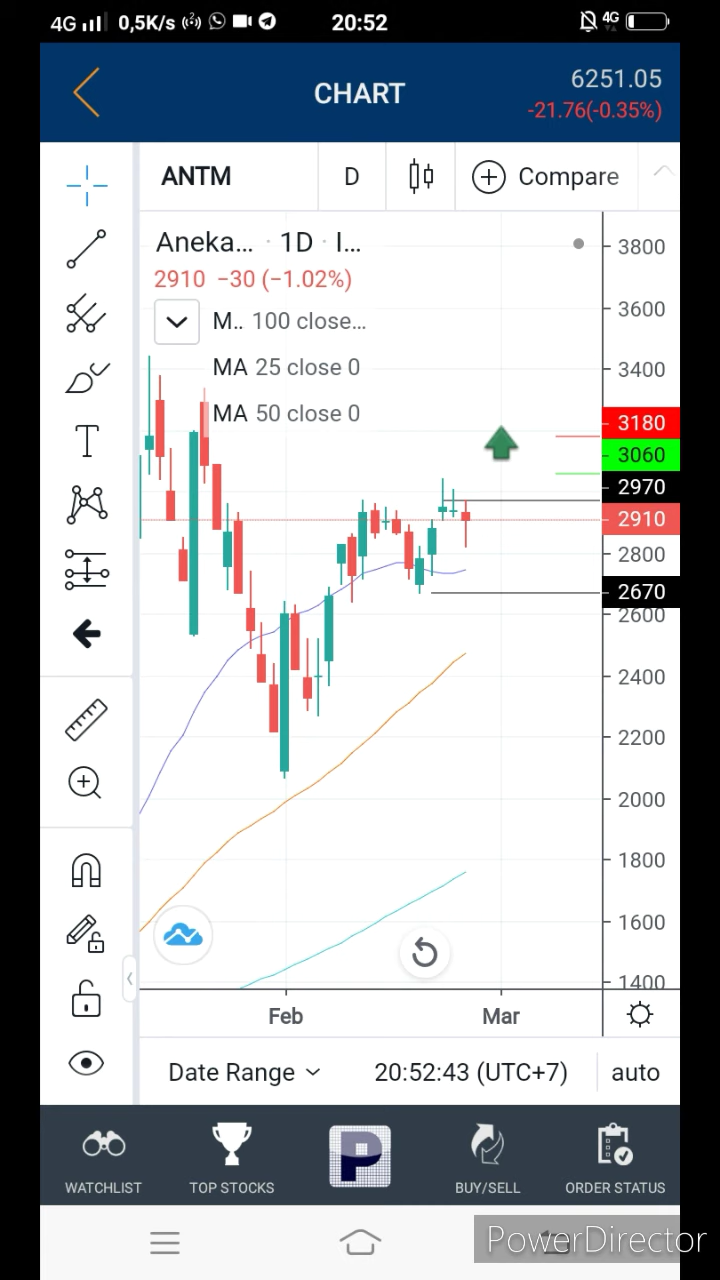 4G 0,5K/s 20:52 4G
CHART
6251.05
-21.76(-0.35%)
ANTM D Compare
Aneka... · 1D · I...
2910 −30 (−1.02%)
M.. 100 close...
MA 25 close 0
MA 50 close 0
3800
3600
3400
3180
3060
2970
2910
2800
2670
2600
2400
2200
2000
1800
1600
1400
Feb Mar
Date Range 20:52:43 (UTC+7) auto
WATCHLIST TOP STOCKS P BUY/SELL ORDER STATUS
PowerDirector